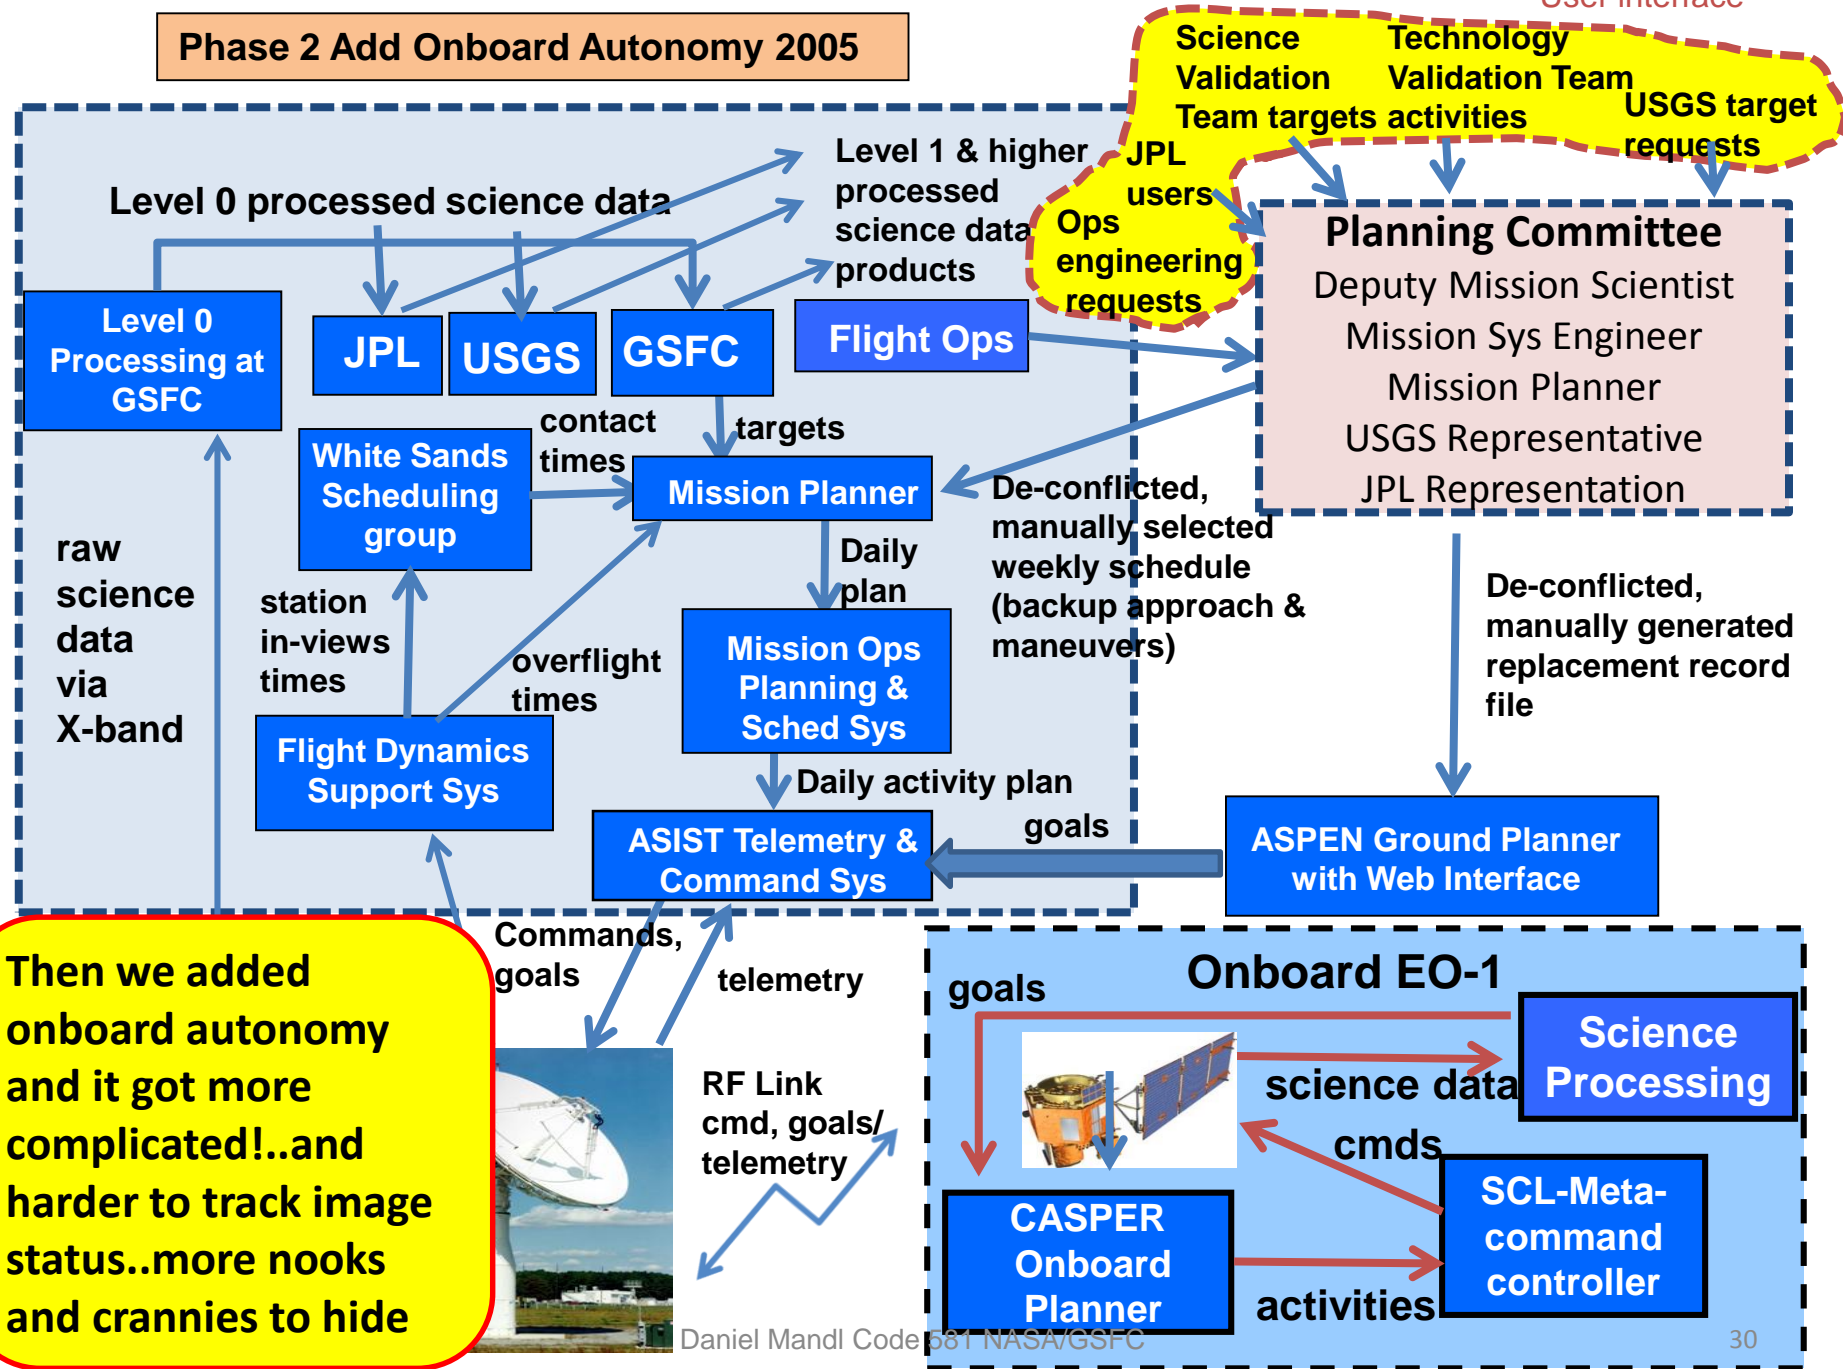 User interface
Phase 2 Add Onboard Autonomy 2005
Science
Validation
Team targets
Technology
Validation Team
activities
USGS target
requests
JPL
users
Ops
engineering
requests
Level 0 processed science data
Level 1 & higher
processed
science data
products
Planning Committee
Deputy Mission Scientist
Mission Sys Engineer
Mission Planner
USGS Representative
JPL Representation
Level 0
Processing at
GSFC
JPL
USGS
GSFC
Flight Ops
contact
times
targets
White Sands
Scheduling
group
Mission Planner
De-conflicted,
manually selected
weekly schedule
(backup approach &
maneuvers)
raw
science
data
via
X-band
station
in-views
times
overflight
times
Daily
plan
Mission Ops
Planning &
Sched Sys
De-conflicted,
manually generated
replacement record
file
Flight Dynamics
Support Sys
Daily activity plan
ASIST Telemetry &
Command Sys
goals
ASPEN Ground Planner
with Web Interface
Then we added
onboard autonomy
and it got more
complicated!..and
harder to track image
status..more nooks
and crannies to hide
Commands,
goals
telemetry
RF Link
cmd, goals/
telemetry
Onboard EO-1
goals
Science
Processing
science data
cmds
SCL-Meta-
command
controller
CASPER
Onboard
Planner
activities
Daniel Mandl Code 581 NASA/GSFC
30